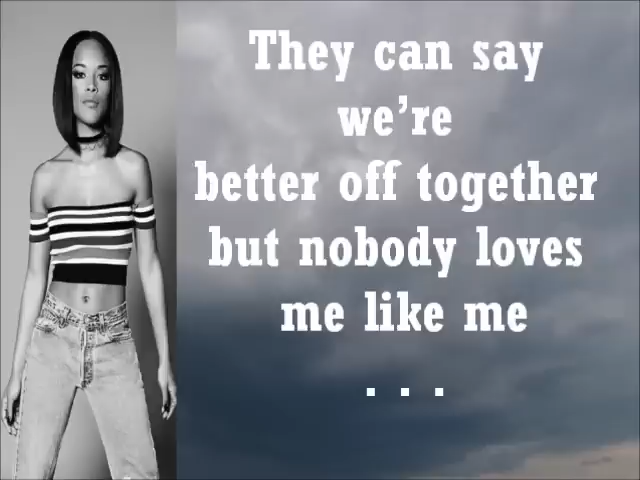 They can say
we’re
better off together
but nobody loves
me like me
. . .